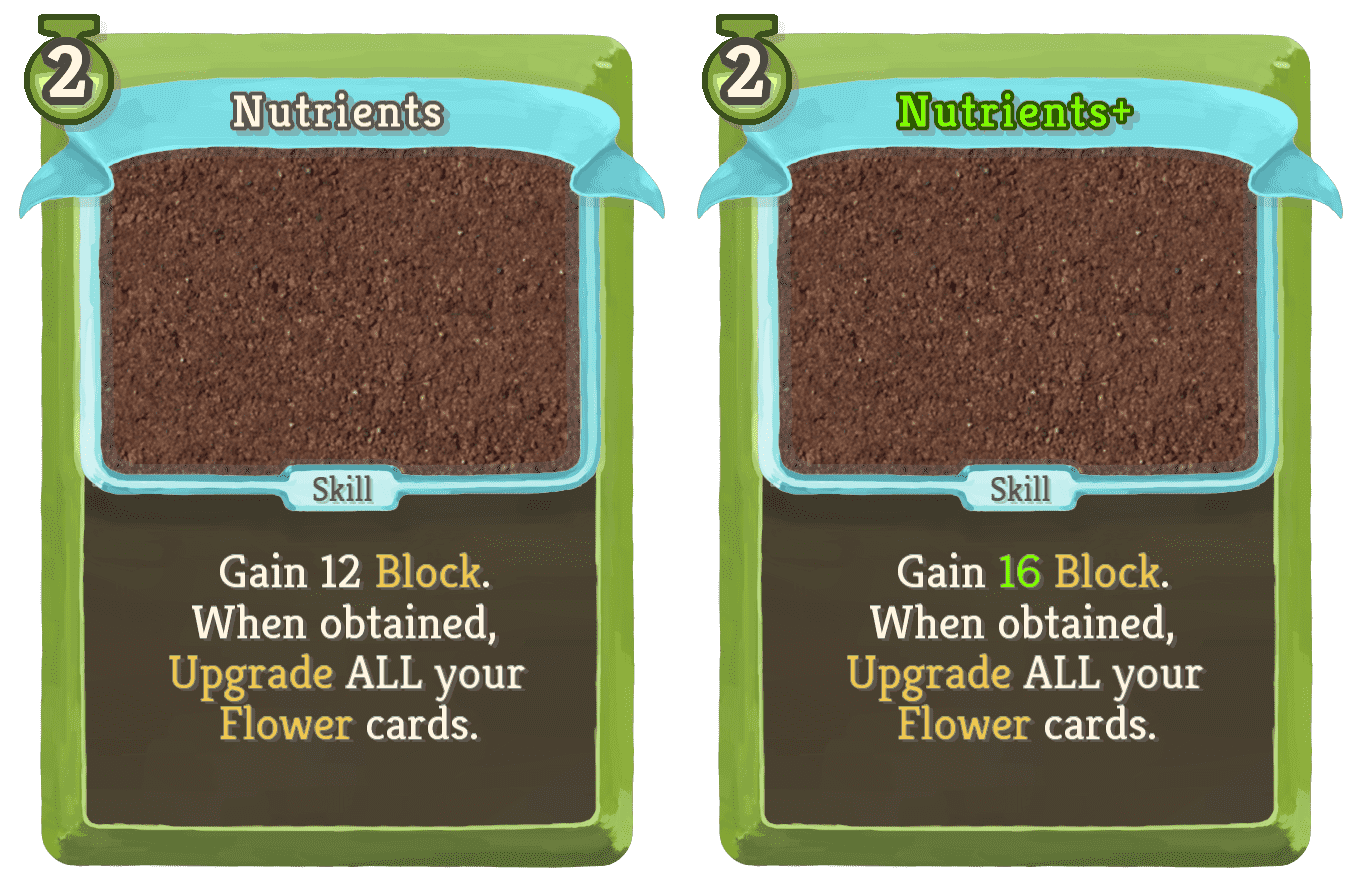 2
Nutrients
Skill
Gain 12 Block.
When obtained,
Upgrade ALL your
Flower cards.
2
Nutrients+
Skill
Gain 16 Block.
When obtained,
Upgrade ALL your
Flower cards.